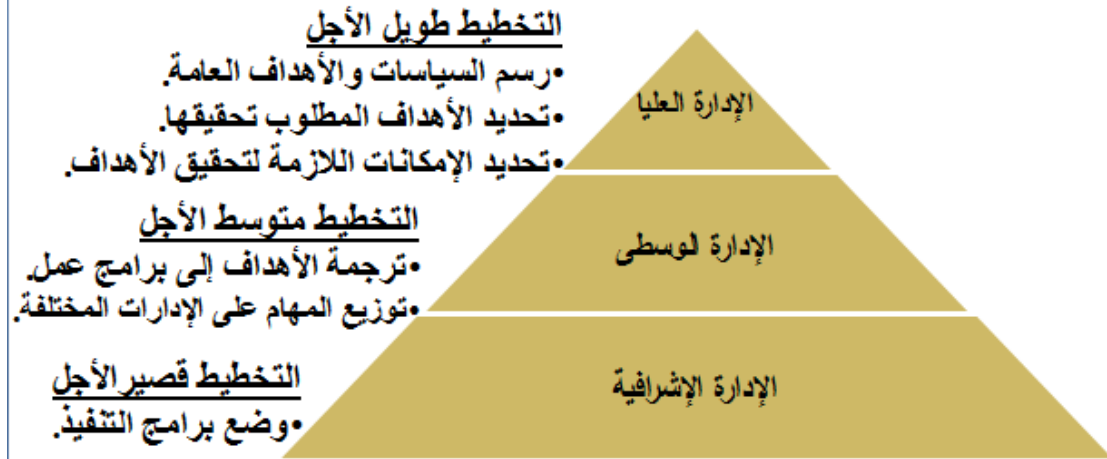 التخطيط طويل الأجل
•رسم السياسات والأهداف العامة.
•تحديد الأهداف المطلوب تحقيقها.
•تحديد الإمكانات اللازمة لتحقيق الأهداف.
الإدارة العليا
التخطيط متوسط الأجل
•ترجمة الأهداف إلى برامج عمل.
•توزيع المهام على الإدارات المختلفة.
الإدارة الوسطى
التخطيط قصير الأجل
•وضع برامج التنفيذ.
الإدارة الإشرافية